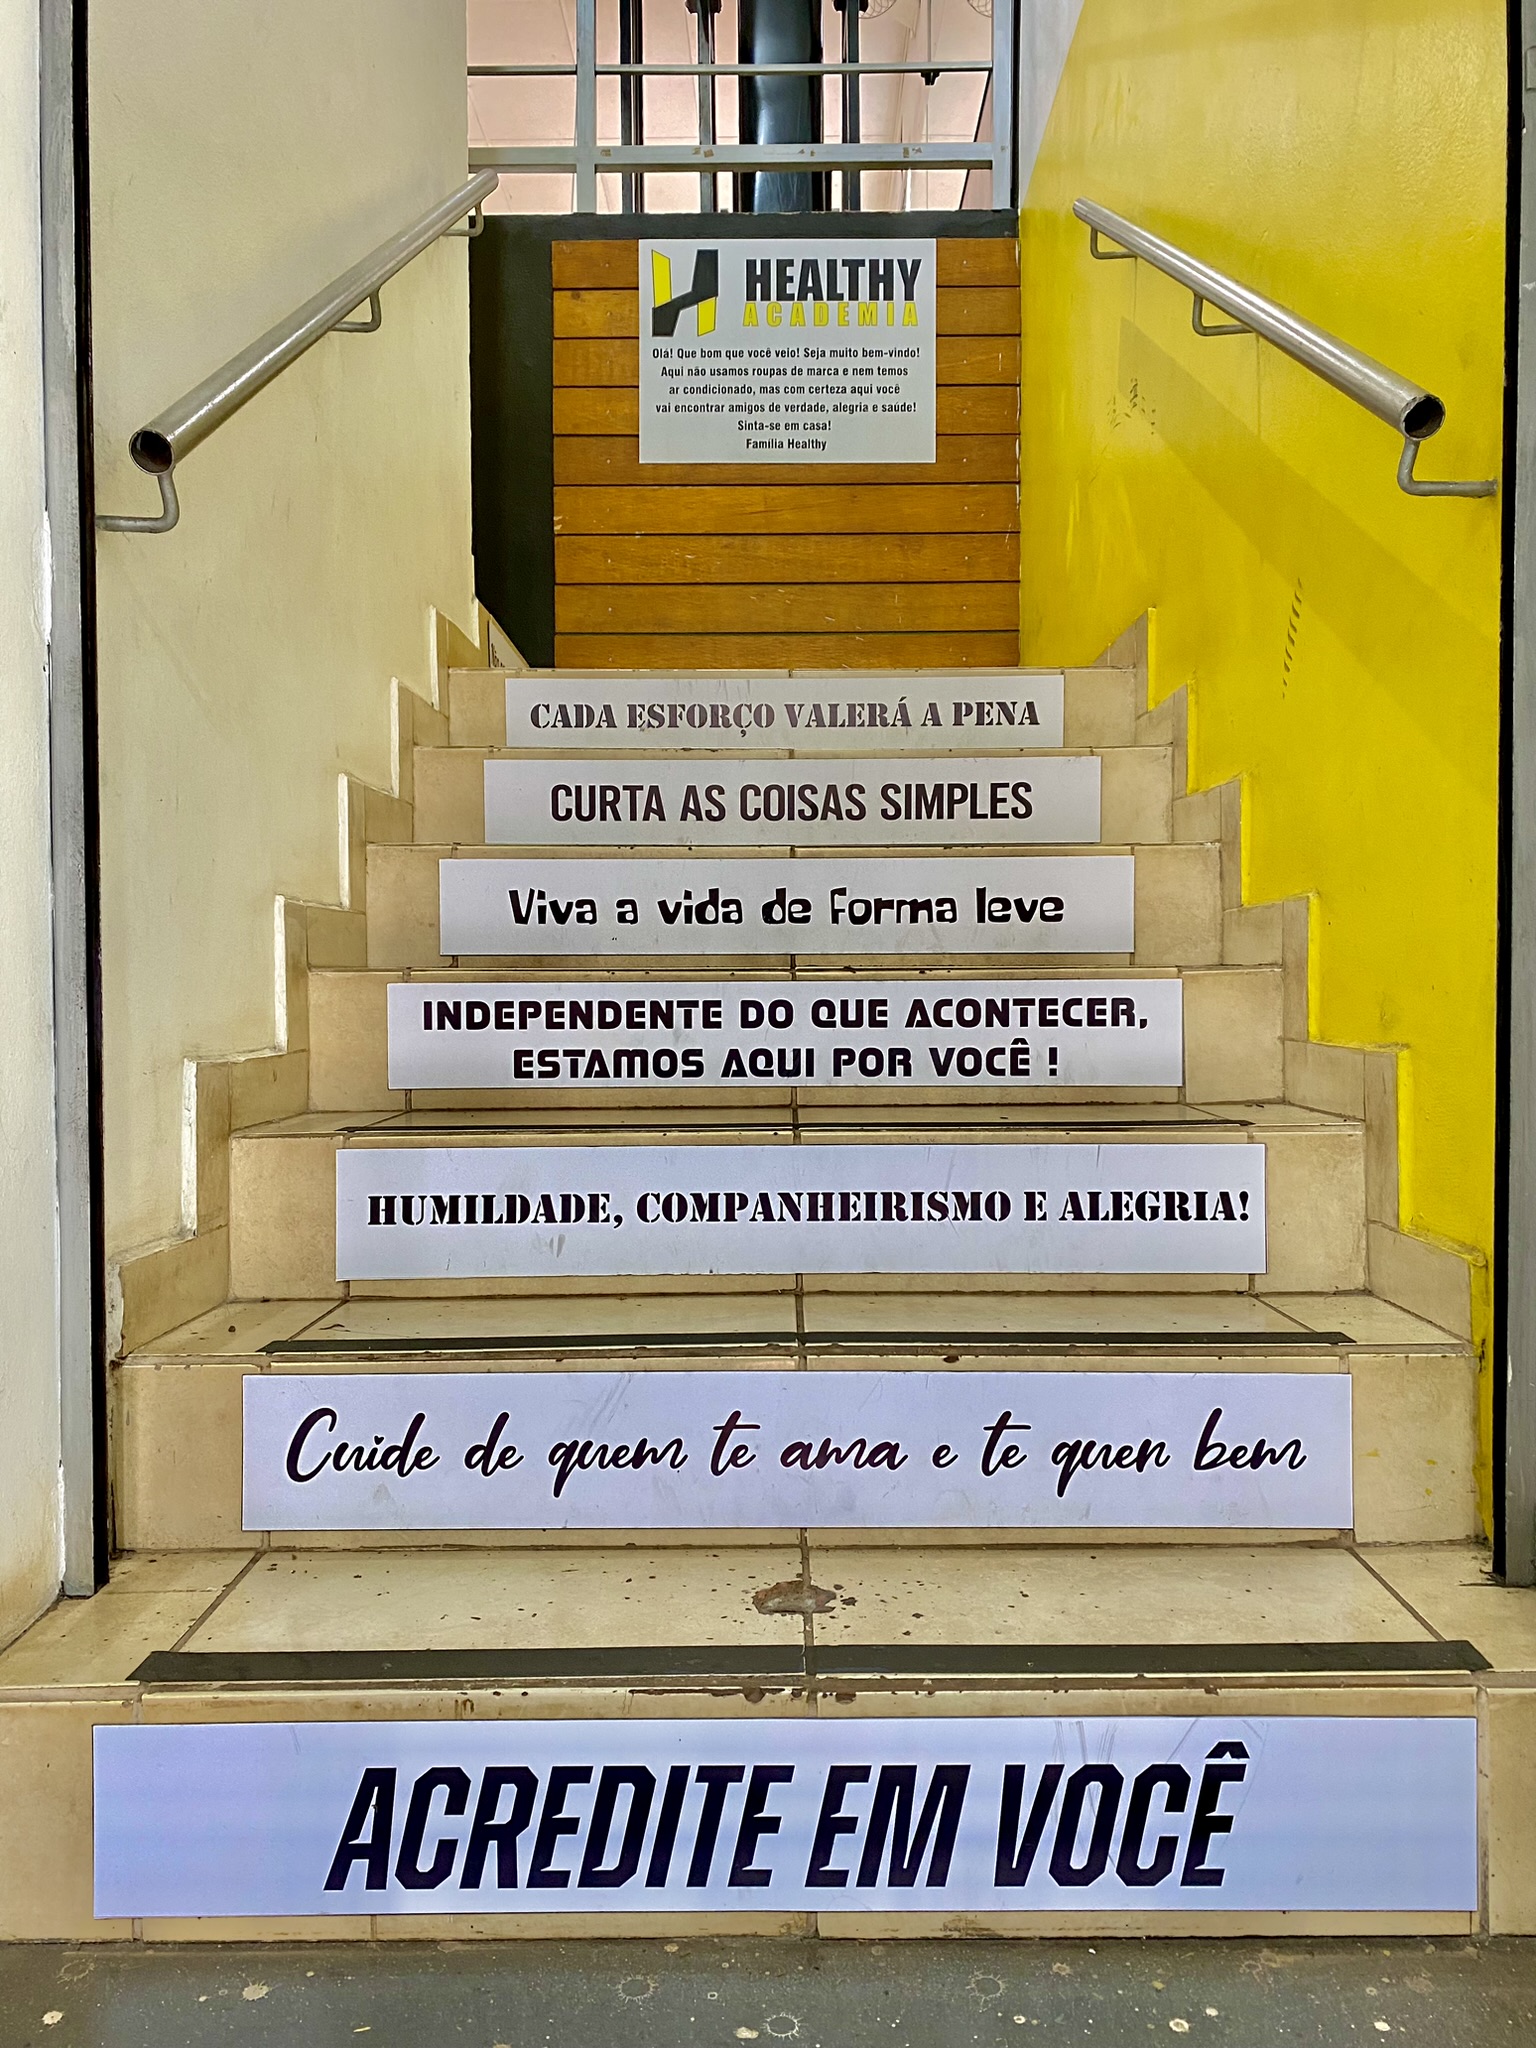 HEALTHY
ACADEMIA
Olá! Que bom que você veio! Seja muito bem-vindo!
Aqui não usamos roupas de marca e nem temos
ar condicionado, mas com certeza aqui você
vai encontrar amigos de verdade, alegria e saúde!
Sinta-se em casa!
Família Healthy
CADA ESFORÇO VALERÁ A PENA
CURTA AS COISAS SIMPLES
Viva a vida de forma leve
INDEPENDENTE DO QUE ACONTECER,
ESTAMOS AQUI POR VOCÊ !
HUMILDADE, COMPANHEIRISMO E ALEGRIA!
Cuide de quem te ama e te quer bem
ACREDITE EM VOCÊ